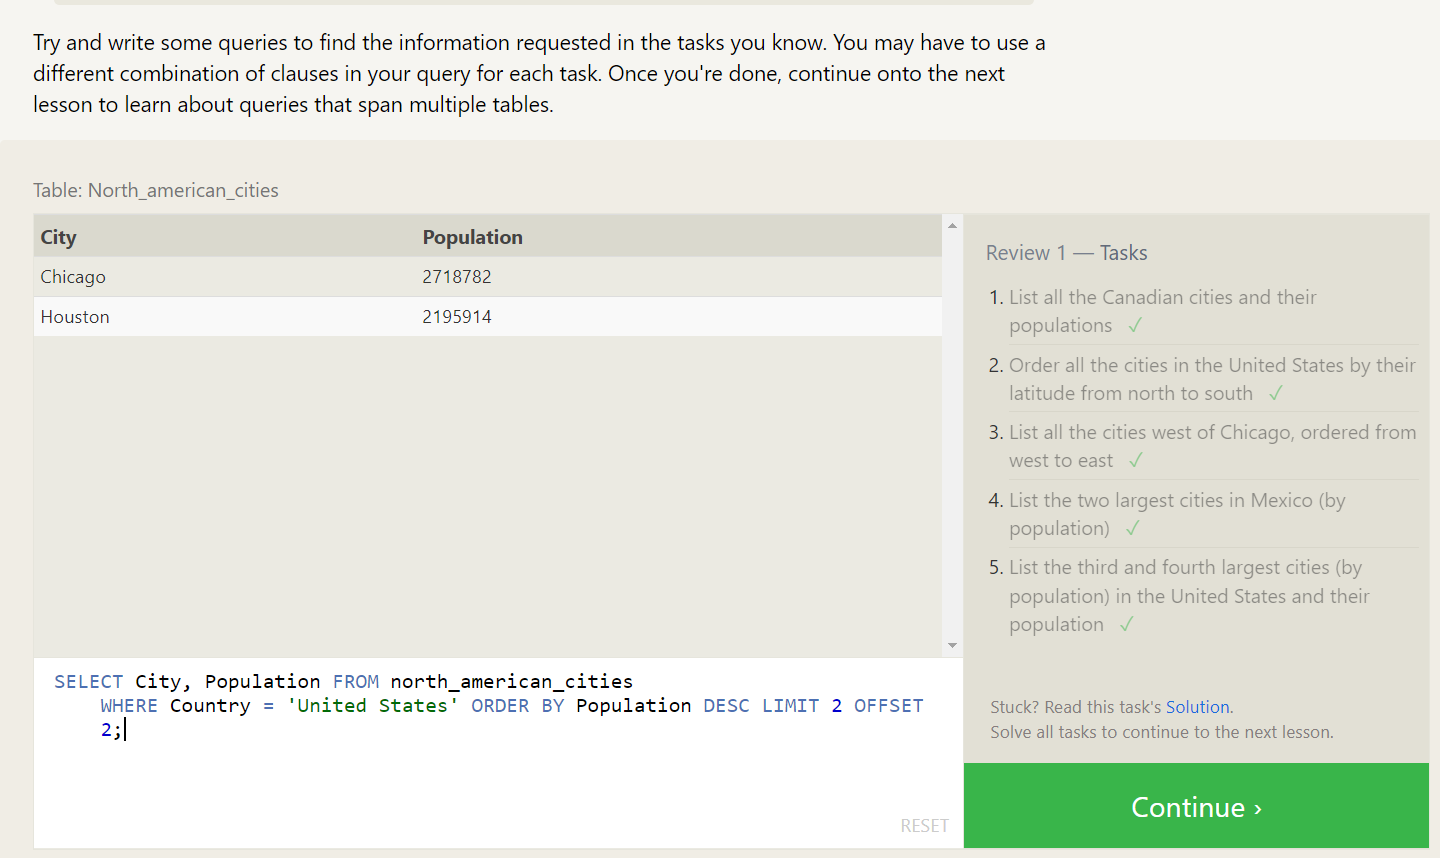 Try and write some queries to find the information requested in the tasks you know. You may have to use a
different combination of clauses in your query for each task. Once you're done, continue onto the next
lesson to learn about queries that span multiple tables.
Table: North_american_cities
City Population
Chicago 2718782
Houston 2195914
SELECT City, Population FROM north_american_cities
WHERE Country = 'United States' ORDER BY Population DESC LIMIT 2 OFFSET
2;
RESET
Review 1 — Tasks
1. List all the Canadian cities and their
populations ✓
2. Order all the cities in the United States by their
latitude from north to south ✓
3. List all the cities west of Chicago, ordered from
west to east ✓
4. List the two largest cities in Mexico (by
population) ✓
5. List the third and fourth largest cities (by
population) in the United States and their
population ✓
Stuck? Read this task's Solution.
Solve all tasks to continue to the next lesson.
Continue ›